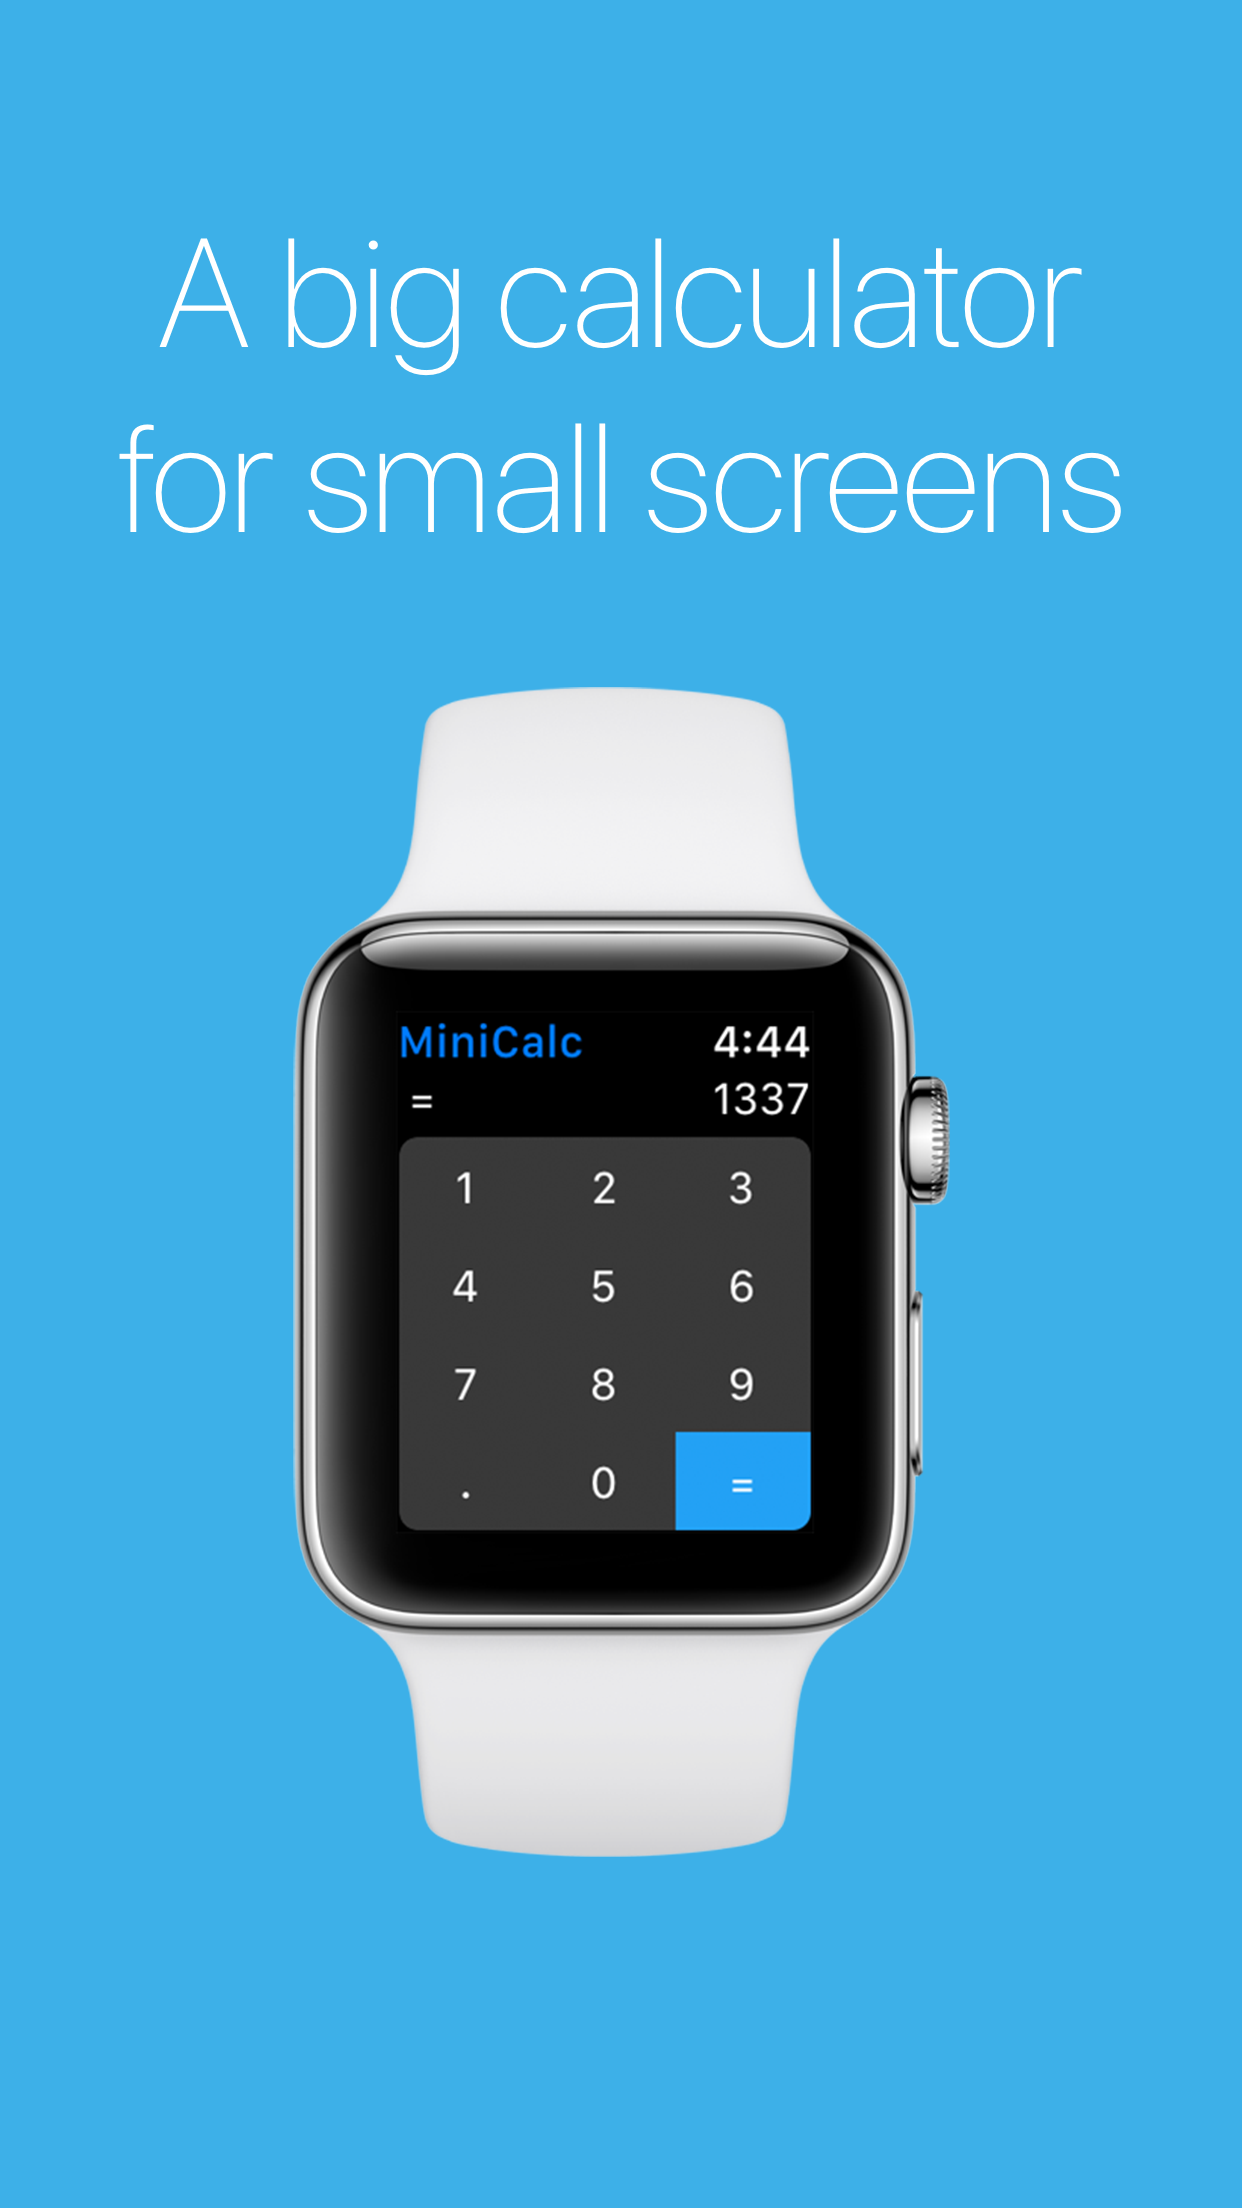 A big calculator
for small screens
MiniCalc 4:44
= 1337
1 2 3
4 5 6
7 8 9
. 0 =